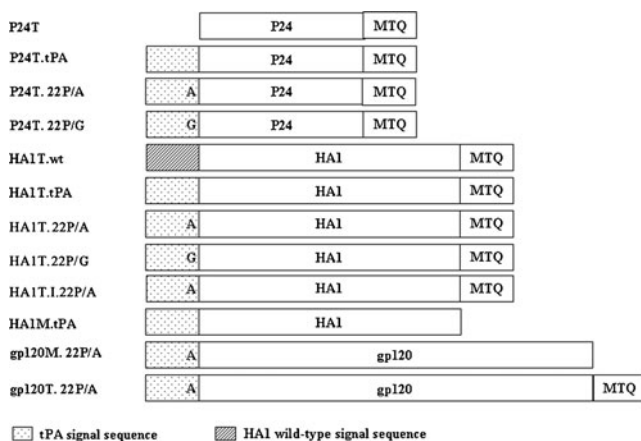 P24T P24 MTQ
P24T.tPA P24 MTQ
P24T. 22P/A A P24 MTQ
P24T. 22P/G G P24 MTQ
HA1T.wt HA1 MTQ
HA1T.tPA HA1 MTQ
HA1T. 22P/A A HA1 MTQ
HA1T. 22P/G G HA1 MTQ
HA1T.I.22P/A A HA1 MTQ
HA1M.tPA HA1
gp120M. 22P/A A gp120
gp120T. 22P/A A gp120 MTQ
tPA signal sequence HA1 wild-type signal sequence